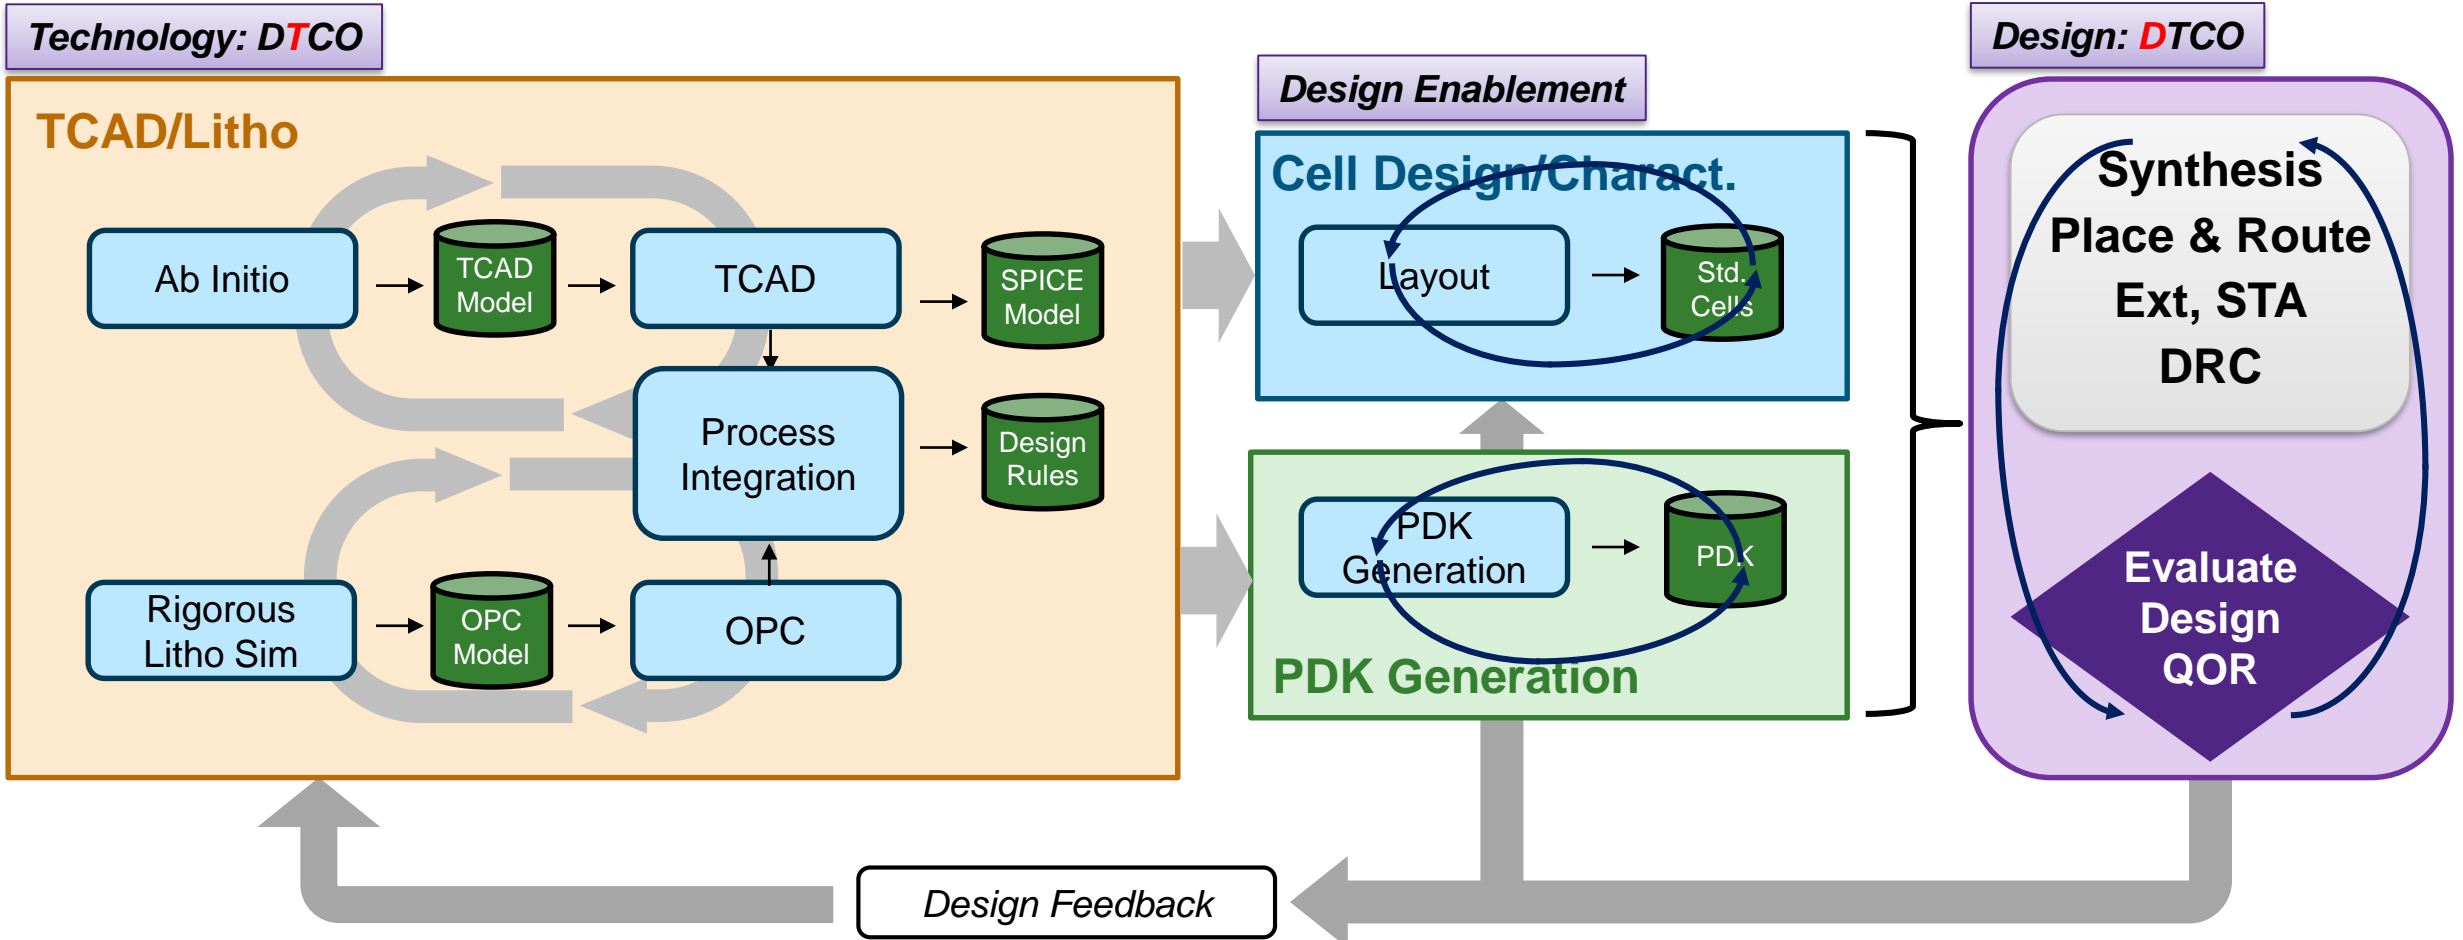 Technology: DTCO
TCAD/Litho
Ab Initio
TCAD
Model
TCAD
SPICE
Model
Process
Integration
Design
Rules
Rigorous
Litho Sim
OPC
Model
OPC
Design Enablement
Cell Design/Charact.
Layout
Std.
Cells
PDK
Generation
PDK
PDK Generation
Design: DTCO
Synthesis
Place & Route
Ext, STA
DRC
Evaluate
Design
QOR
Design Feedback